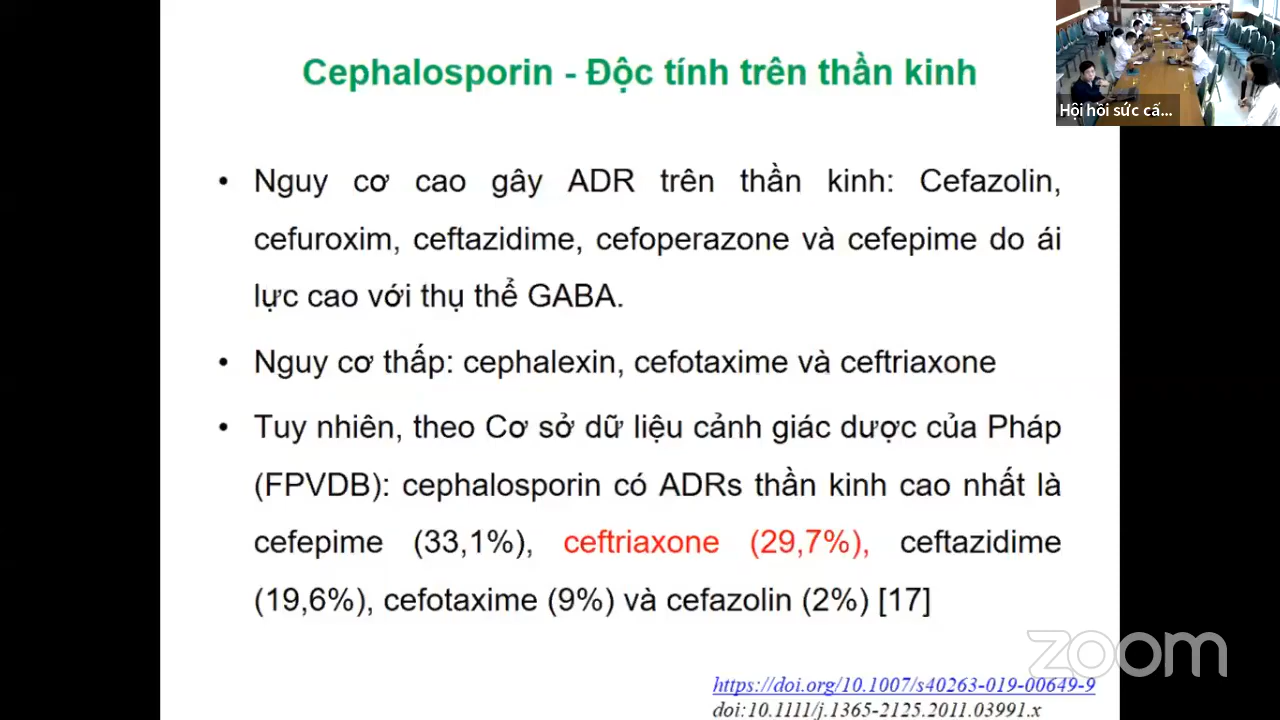 Cephalosporin - Độc tính trên thần kinh
Hội hồi sức cấ...
• Nguy cơ cao gây ADR trên thần kinh: Cefazolin,
cefuroxim, ceftazidime, cefoperazone và cefepime do ái
lực cao với thụ thể GABA.
• Nguy cơ thấp: cephalexin, cefotaxime và ceftriaxone
• Tuy nhiên, theo Cơ sở dữ liệu cảnh giác dược của Pháp
(FPVDB): cephalosporin có ADRs thần kinh cao nhất là
cefepime (33,1%), ceftriaxone (29,7%), ceftazidime
(19,6%), cefotaxime (9%) và cefazolin (2%) [17]
zoom
https://doi.org/10.1007/s40263-019-00649-9
doi:10.1111/j.1365-2125.2011.03991.x